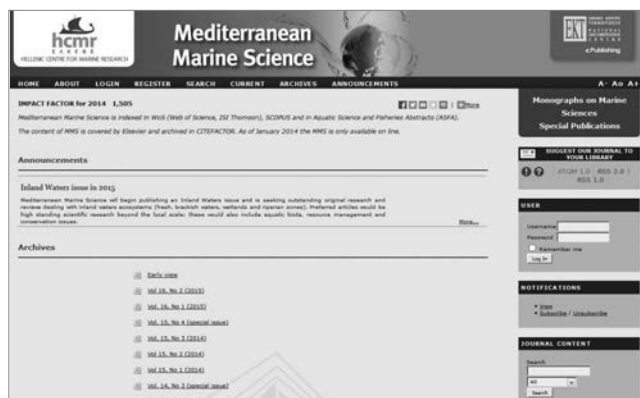 hcmr
ΕΛΚΕΘΕ
HELLENIC CENTRE FOR MARINE RESEARCH
Mediterranean
Marine Science
EKT
ePublishing
HOME ABOUT LOGIN REGISTER SEARCH CURRENT ARCHIVES ANNOUNCEMENTS
A- Ao A+
IMPACT FACTOR for 2014 1,505
More
Mediterranean Marine Science is indexed in WoS (Web of Science, ISI Thomson), SCOPUS and in Aquatic Science and Fisheries Abstracts (ASFA).
The content of MMS is covered by Elsevier and archived in CITEFACTOR. As of January 2014 the MMS is only available on line.
Announcements
Inland Waters issue in 2015
Mediterranean Marine Science will begin publishing an Inland Waters issue and is seeking outstanding original research and
reviews dealing with inland waters ecosystems (fresh, brackish waters, wetlands and riparian zones). Preferred articles would be
high standing scientific research beyond the local scale; these would also include aquatic biota, resource management and
conservation issues.
More...
Archives
Early view
Vol 16, No 2 (2015)
Vol. 16, No 1 (2015)
Vol. 15, No 4 (special issue)
Vol. 15, No 3 (2014)
Vol 15, No 2 (2014)
Vol 15, No 1 (2014)
Vol. 14, No 3 (special issue)
Monographs on Marine
Sciences
Special Publications
SUGGEST OUR JOURNAL TO
YOUR LIBRARY
ATOM 1.0 RSS 2.0 /
RSS 1.0
USER
Username
Password
Remember me
Log In
NOTIFICATIONS
View
Subscribe / Unsubscribe
JOURNAL CONTENT
Search
All
Search